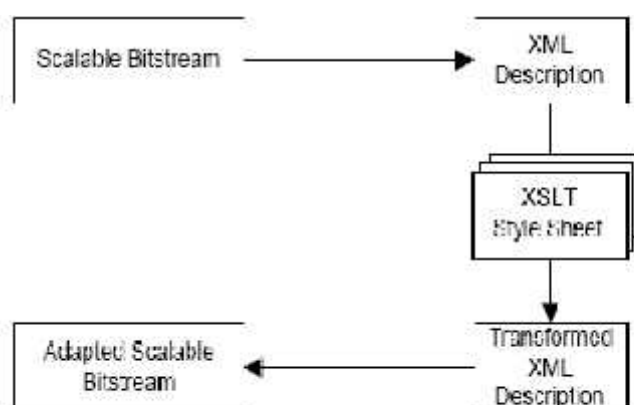 Scalable Bitstream
XML
Description
XSLT
Style Sheet
Adapted Scalable
Bitstream
Transformed
XML
Description